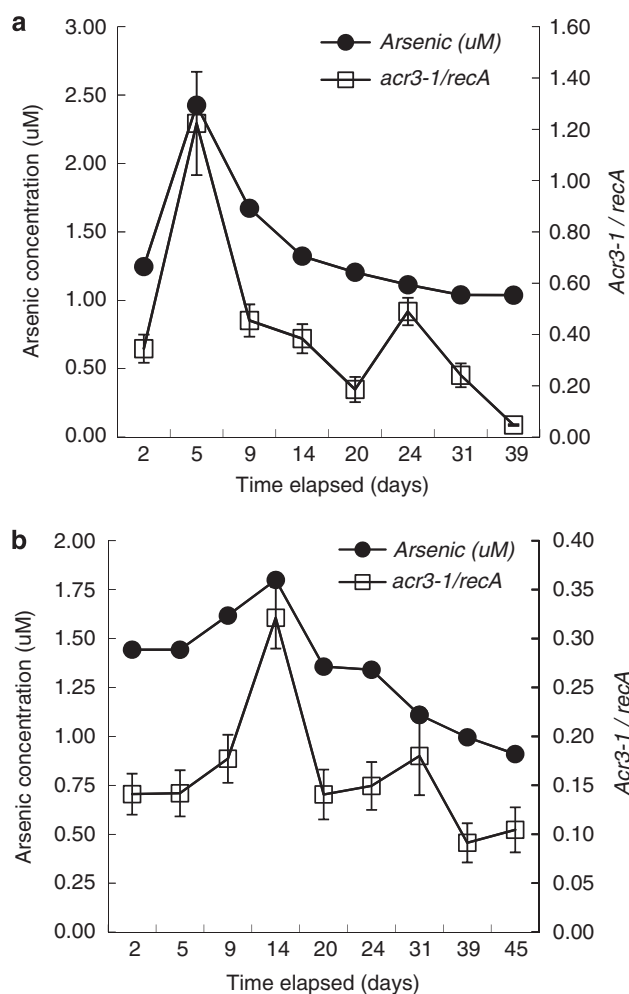 a
Arsenic (uM)
acr3-1/recA
3.00
2.50
2.00
1.50
1.00
0.50
0.00
Arsenic concentration (uM)
1.60
1.40
1.20
1.00
0.80
0.60
0.40
0.20
0.00
Acr3-1 / recA
2 5 9 14 20 24 31 39
Time elapsed (days)
b
Arsenic (uM)
acr3-1/recA
2.00
1.75
1.50
1.25
1.00
0.75
0.50
0.25
0.00
Arsenic concentration (uM)
0.40
0.35
0.30
0.25
0.20
0.15
0.10
0.05
0.00
Acr3-1 / recA
2 5 9 14 20 24 31 39 45
Time elapsed (days)